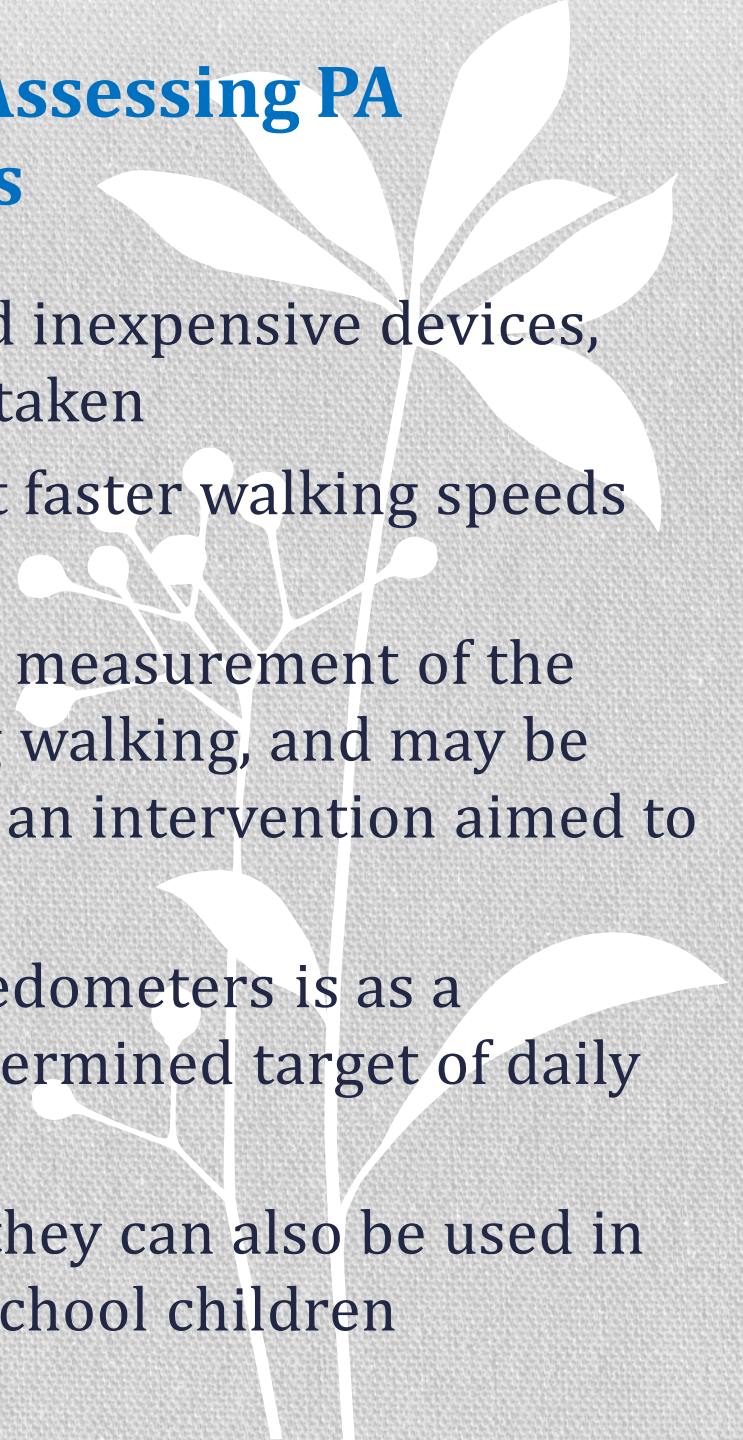 Assessing PA
s
d inexpensive devices,
taken
t faster walking speeds
measurement of the
g walking, and may be
an intervention aimed to
edometers is as a
ermined target of daily
they can also be used in
chool children